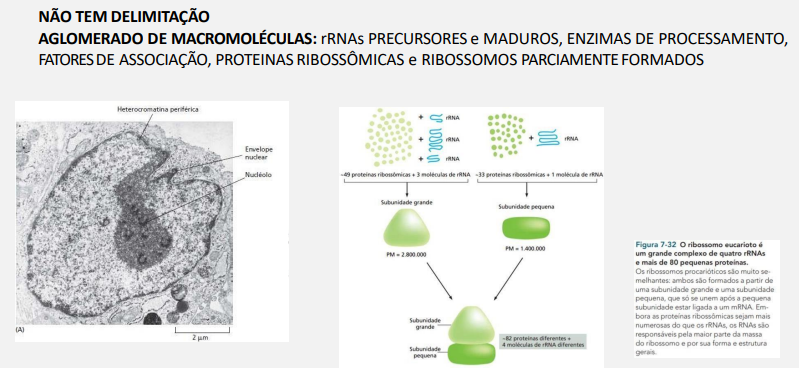 NÃO TEM DELIMITAÇÃO
AGLOMERADO DE MACROMOLÉCULAS: rRNAs PRECURSORES e MADUROS, ENZIMAS DE PROCESSAMENTO,
FATORES DE ASSOCIAÇÃO, PROTEINAS RIBOSSÔMICAS e RIBOSSOMOS PARCIAMENTE FORMADOS
Heterocromatina periférica
Envelope
nuclear
Nucléolo
(A)
2 μm
+ rRNA
+ rRNA
+ rRNA
+ rRNA
~49 proteínas ribossômicas + 3 moléculas de rRNA
~33 proteínas ribossômicas + 1 molécula de rRNA
Subunidade grande
Subunidade pequena
PM = 2.800.000
PM = 1.400.000
Subunidade
grande
Subunidade
pequena
~82 proteínas diferentes +
4 moléculas de rRNA diferentes
Figura 7-32 O ribossomo eucarioto é
um grande complexo de quatro rRNAs
e mais de 80 pequenas proteínas.
Os ribossomos procarióticos são muito se-
melhantes: ambos são formados a partir de
uma subunidade grande e uma subunidade
pequena, que só se unem após a pequena
subunidade estar ligada a um mRNA. Em-
bora as proteínas ribossômicas sejam mais
numerosas do que os rRNAs, os RNAs são
responsáveis pela maior parte da massa
do ribossomo e por sua forma e estrutura
gerais.